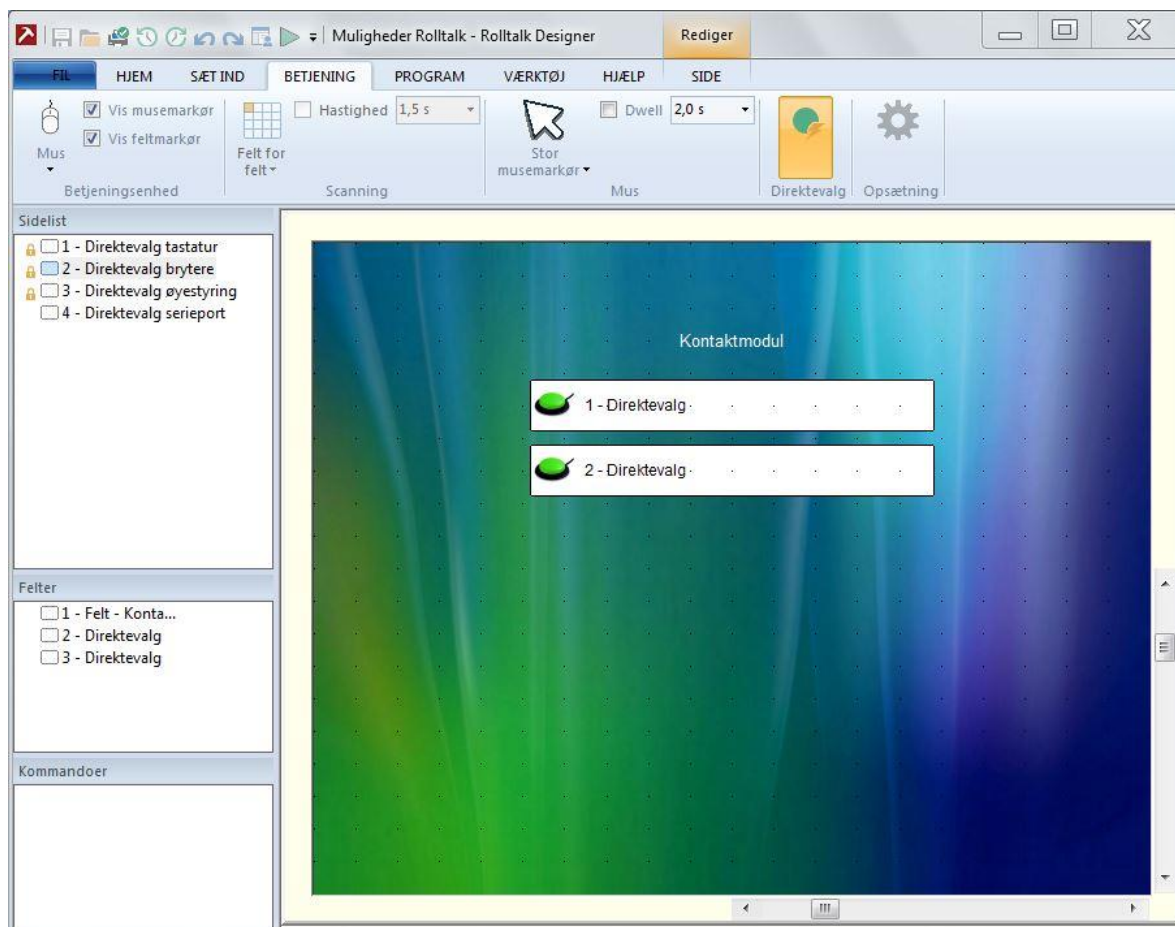 Muligheder Rolltalk - Rolltalk Designer
Rediger
FIL HJEM SÆT IND BETJENING PROGRAM VÆRKTØJ HJÆLP SIDE
Mus
Vis musemarkør
Vis feltmarkør
Betjeningsenhed
Felt for
felt
Hastighed 1,5 s
Scanning
Stor
musemarkør
Dwell 2,0 s
Mus
Direktevalg
Opsætning
Sidelist
1 - Direktevalg tastatur
2 - Direktevalg brytere
3 - Direktevalg øyestyring
4 - Direktevalg serieport
Felter
1 - Felt - Konta...
2 - Direktevalg
3 - Direktevalg
Kommandoer
Kontaktmodul
1 - Direktevalg
2 - Direktevalg